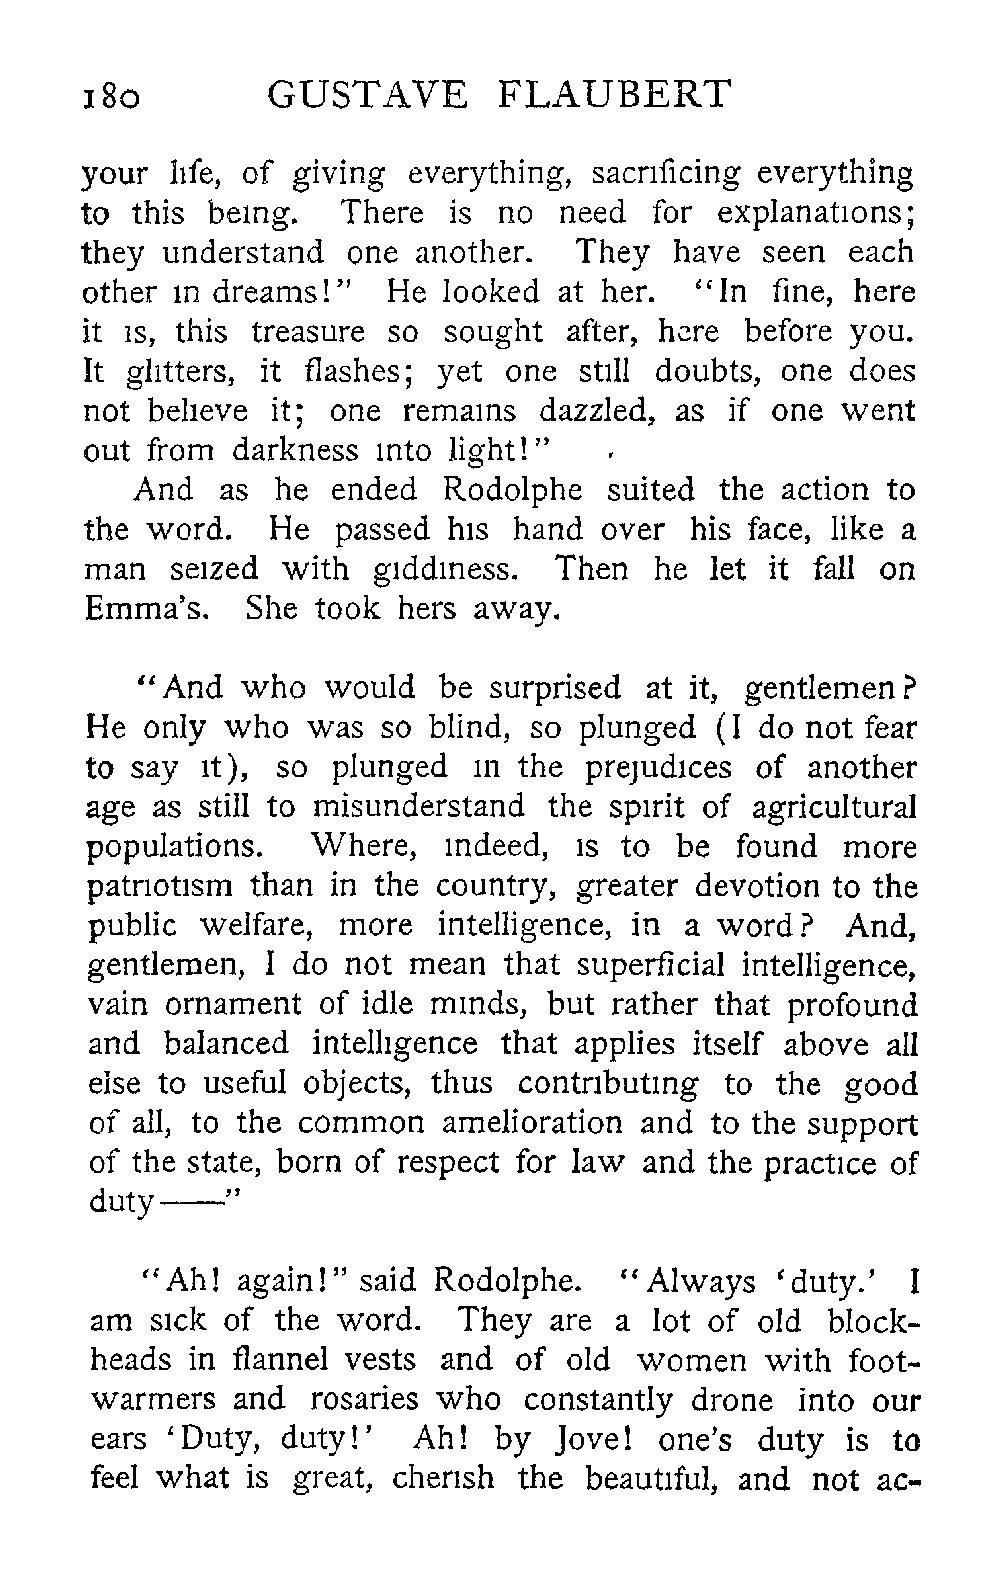 180 GUSTAVE FLAUBERT
your life, of giving everything, sacrificing everything
to this being. There is no need for explanations;
they understand one another. They have seen each
other in dreams!" He looked at her. "In fine, here
it is, this treasure so sought after, here before you.
It glitters, it flashes; yet one still doubts, one does
not believe it; one remains dazzled, as if one went
out from darkness into light!"
And as he ended Rodolphe suited the action to
the word. He passed his hand over his face, like a
man seized with giddiness. Then he let it fall on
Emma's. She took hers away.
"And who would be surprised at it, gentlemen?
He only who was so blind, so plunged (I do not fear
to say it), so plunged in the prejudices of another
age as still to misunderstand the spirit of agricultural
populations. Where, indeed, is to be found more
patriotism than in the country, greater devotion to the
public welfare, more intelligence, in a word? And,
gentlemen, I do not mean that superficial intelligence,
vain ornament of idle minds, but rather that profound
and balanced intelligence that applies itself above all
else to useful objects, thus contributing to the good
of all, to the common amelioration and to the support
of the state, born of respect for law and the practice of
duty——"
"Ah! again!" said Rodolphe. "Always 'duty.' I
am sick of the word. They are a lot of old block-
heads in flannel vests and of old women with foot-
warmers and rosaries who constantly drone into our
ears 'Duty, duty!' Ah! by Jove! one's duty is to
feel what is great, cherish the beautiful, and not ac-